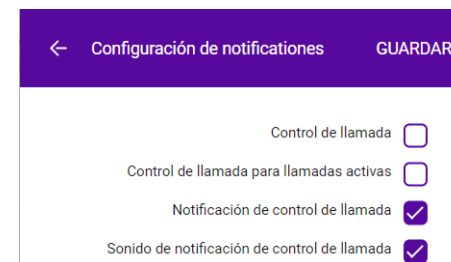 Configuración de notificationes GUARDAR
Control de llamada
Control de llamada para llamadas activas
Notificación de control de llamada
Sonido de notificación de control de llamada